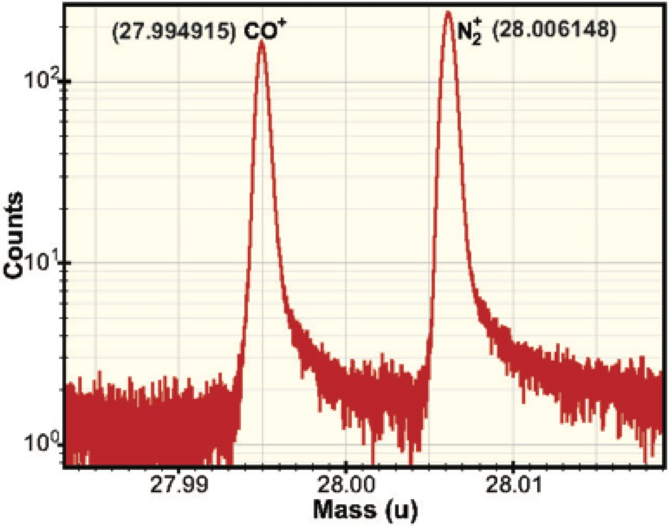 (27.994915) CO⁺
N₂⁺ (28.006148)
10²
10¹
10⁰
Counts
27.99 28.00 28.01
Mass (u)